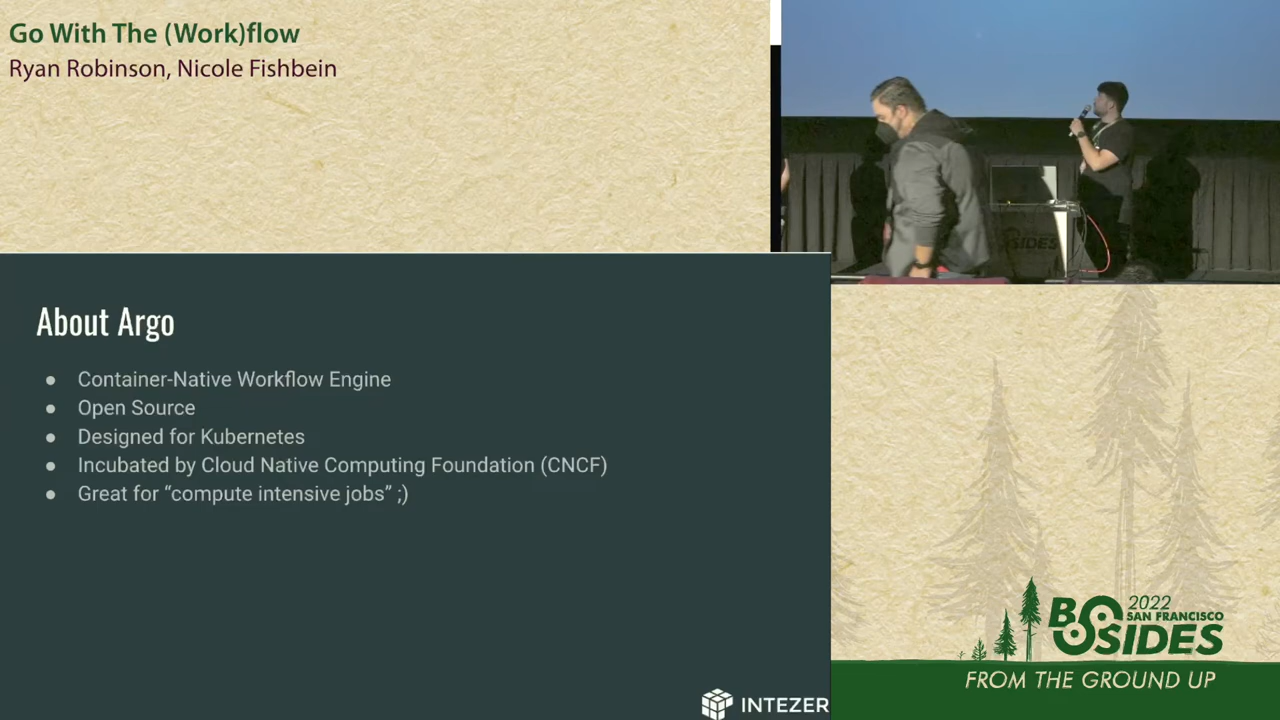 Go With The (Work)flow
Ryan Robinson, Nicole Fishbein
SIDES
About Argo
● Container-Native Workflow Engine
● Open Source
● Designed for Kubernetes
● Incubated by Cloud Native Computing Foundation (CNCF)
● Great for “compute intensive jobs” ;)
INTEZER
BSIDES
2022
SAN FRANCISCO
FROM THE GROUND UP